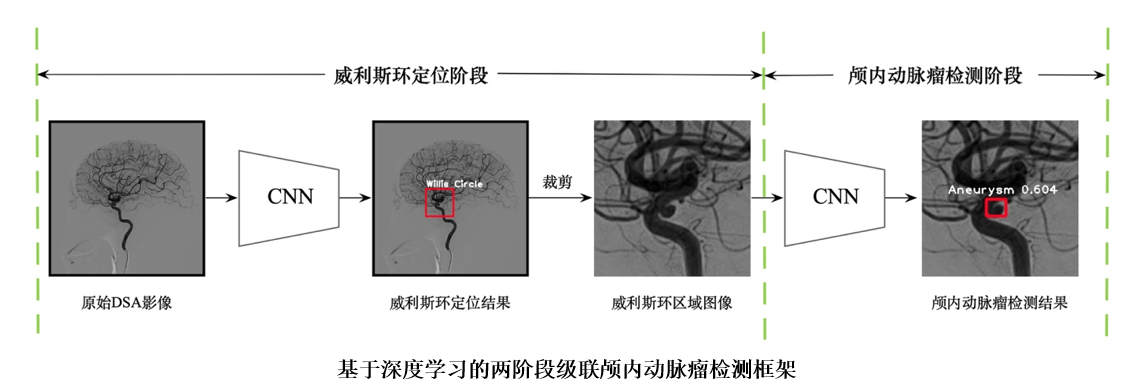 威利斯环定位阶段
颅内动脉瘤检测阶段
CNN
Willis Circle
裁剪
CNN
Aneurysm 0.604
原始DSA影像
威利斯环定位结果
威利斯环区域图像
颅内动脉瘤检测结果
基于深度学习的两阶段级联颅内动脉瘤检测框架